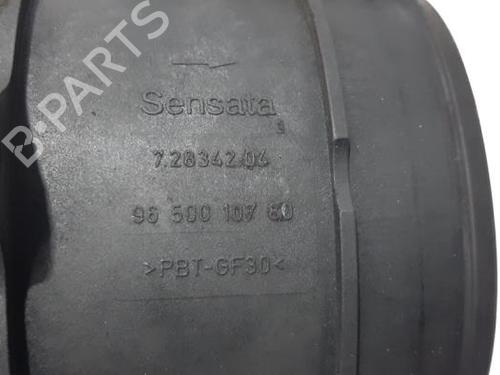 B-PARTS
Sensata
7.28342.04
96 500 107 80
>PBT-GF30<